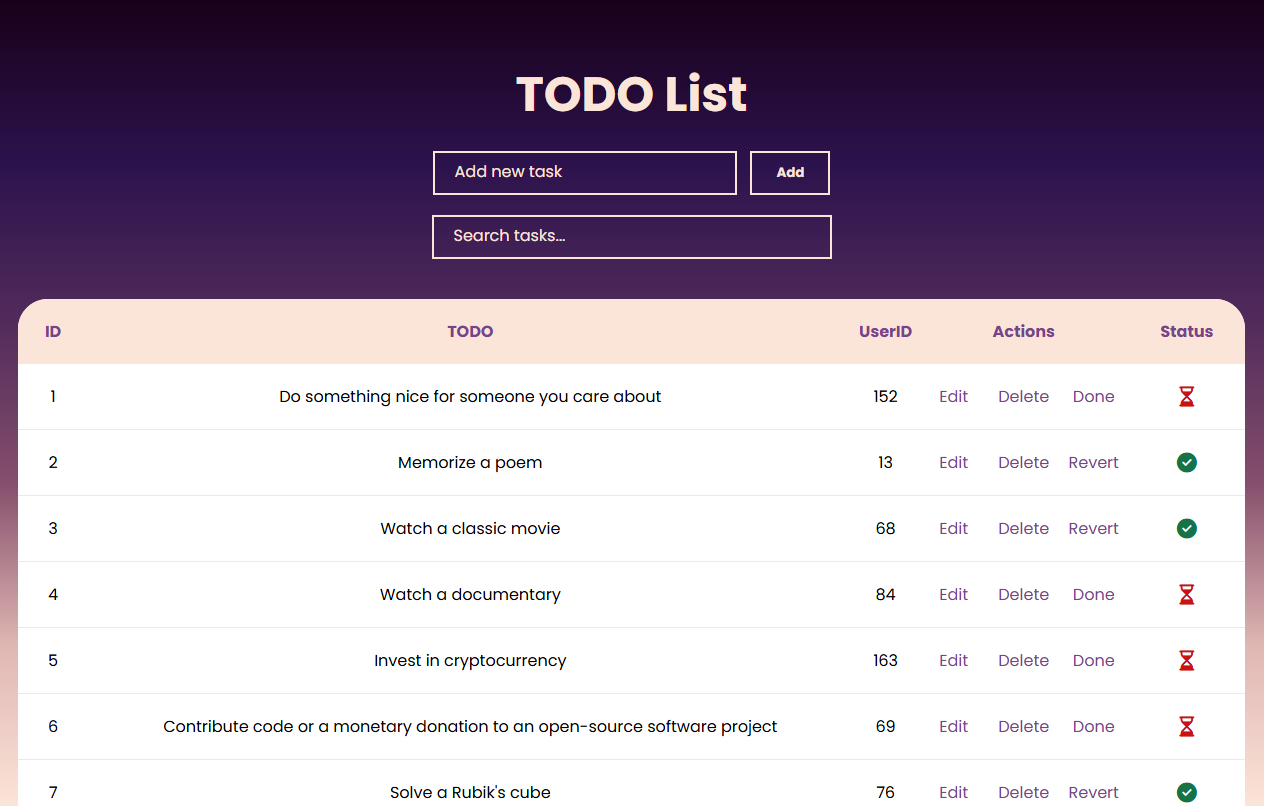 TODO List
Add new task Add
Search tasks...
ID TODO UserID Actions Status
1 Do something nice for someone you care about 152 Edit Delete Done
2 Memorize a poem 13 Edit Delete Revert
3 Watch a classic movie 68 Edit Delete Revert
4 Watch a documentary 84 Edit Delete Done
5 Invest in cryptocurrency 163 Edit Delete Done
6 Contribute code or a monetary donation to an open-source software project 69 Edit Delete Done
7 Solve a Rubik's cube 76 Edit Delete Revert